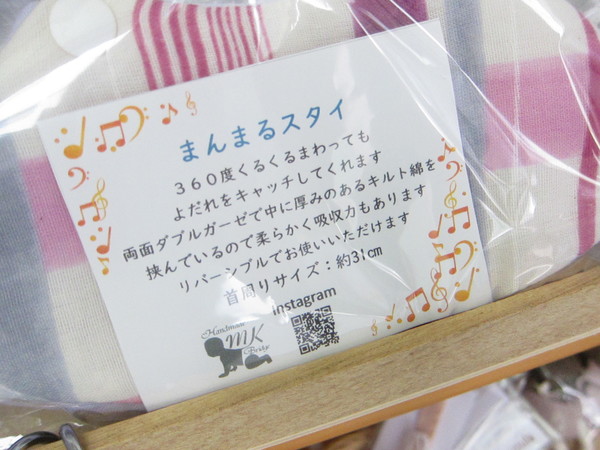 まんまるスタイ
360度くるくるまわっても
よだれをキャッチしてくれます
両面ダブルガーゼで中に厚みのあるキルト綿を
挟んでいるので柔らかく吸収力もあります
リバーシブルでお使いいただけます
首周りサイズ：約31cm
instagram
Handmade
MK
Bridge